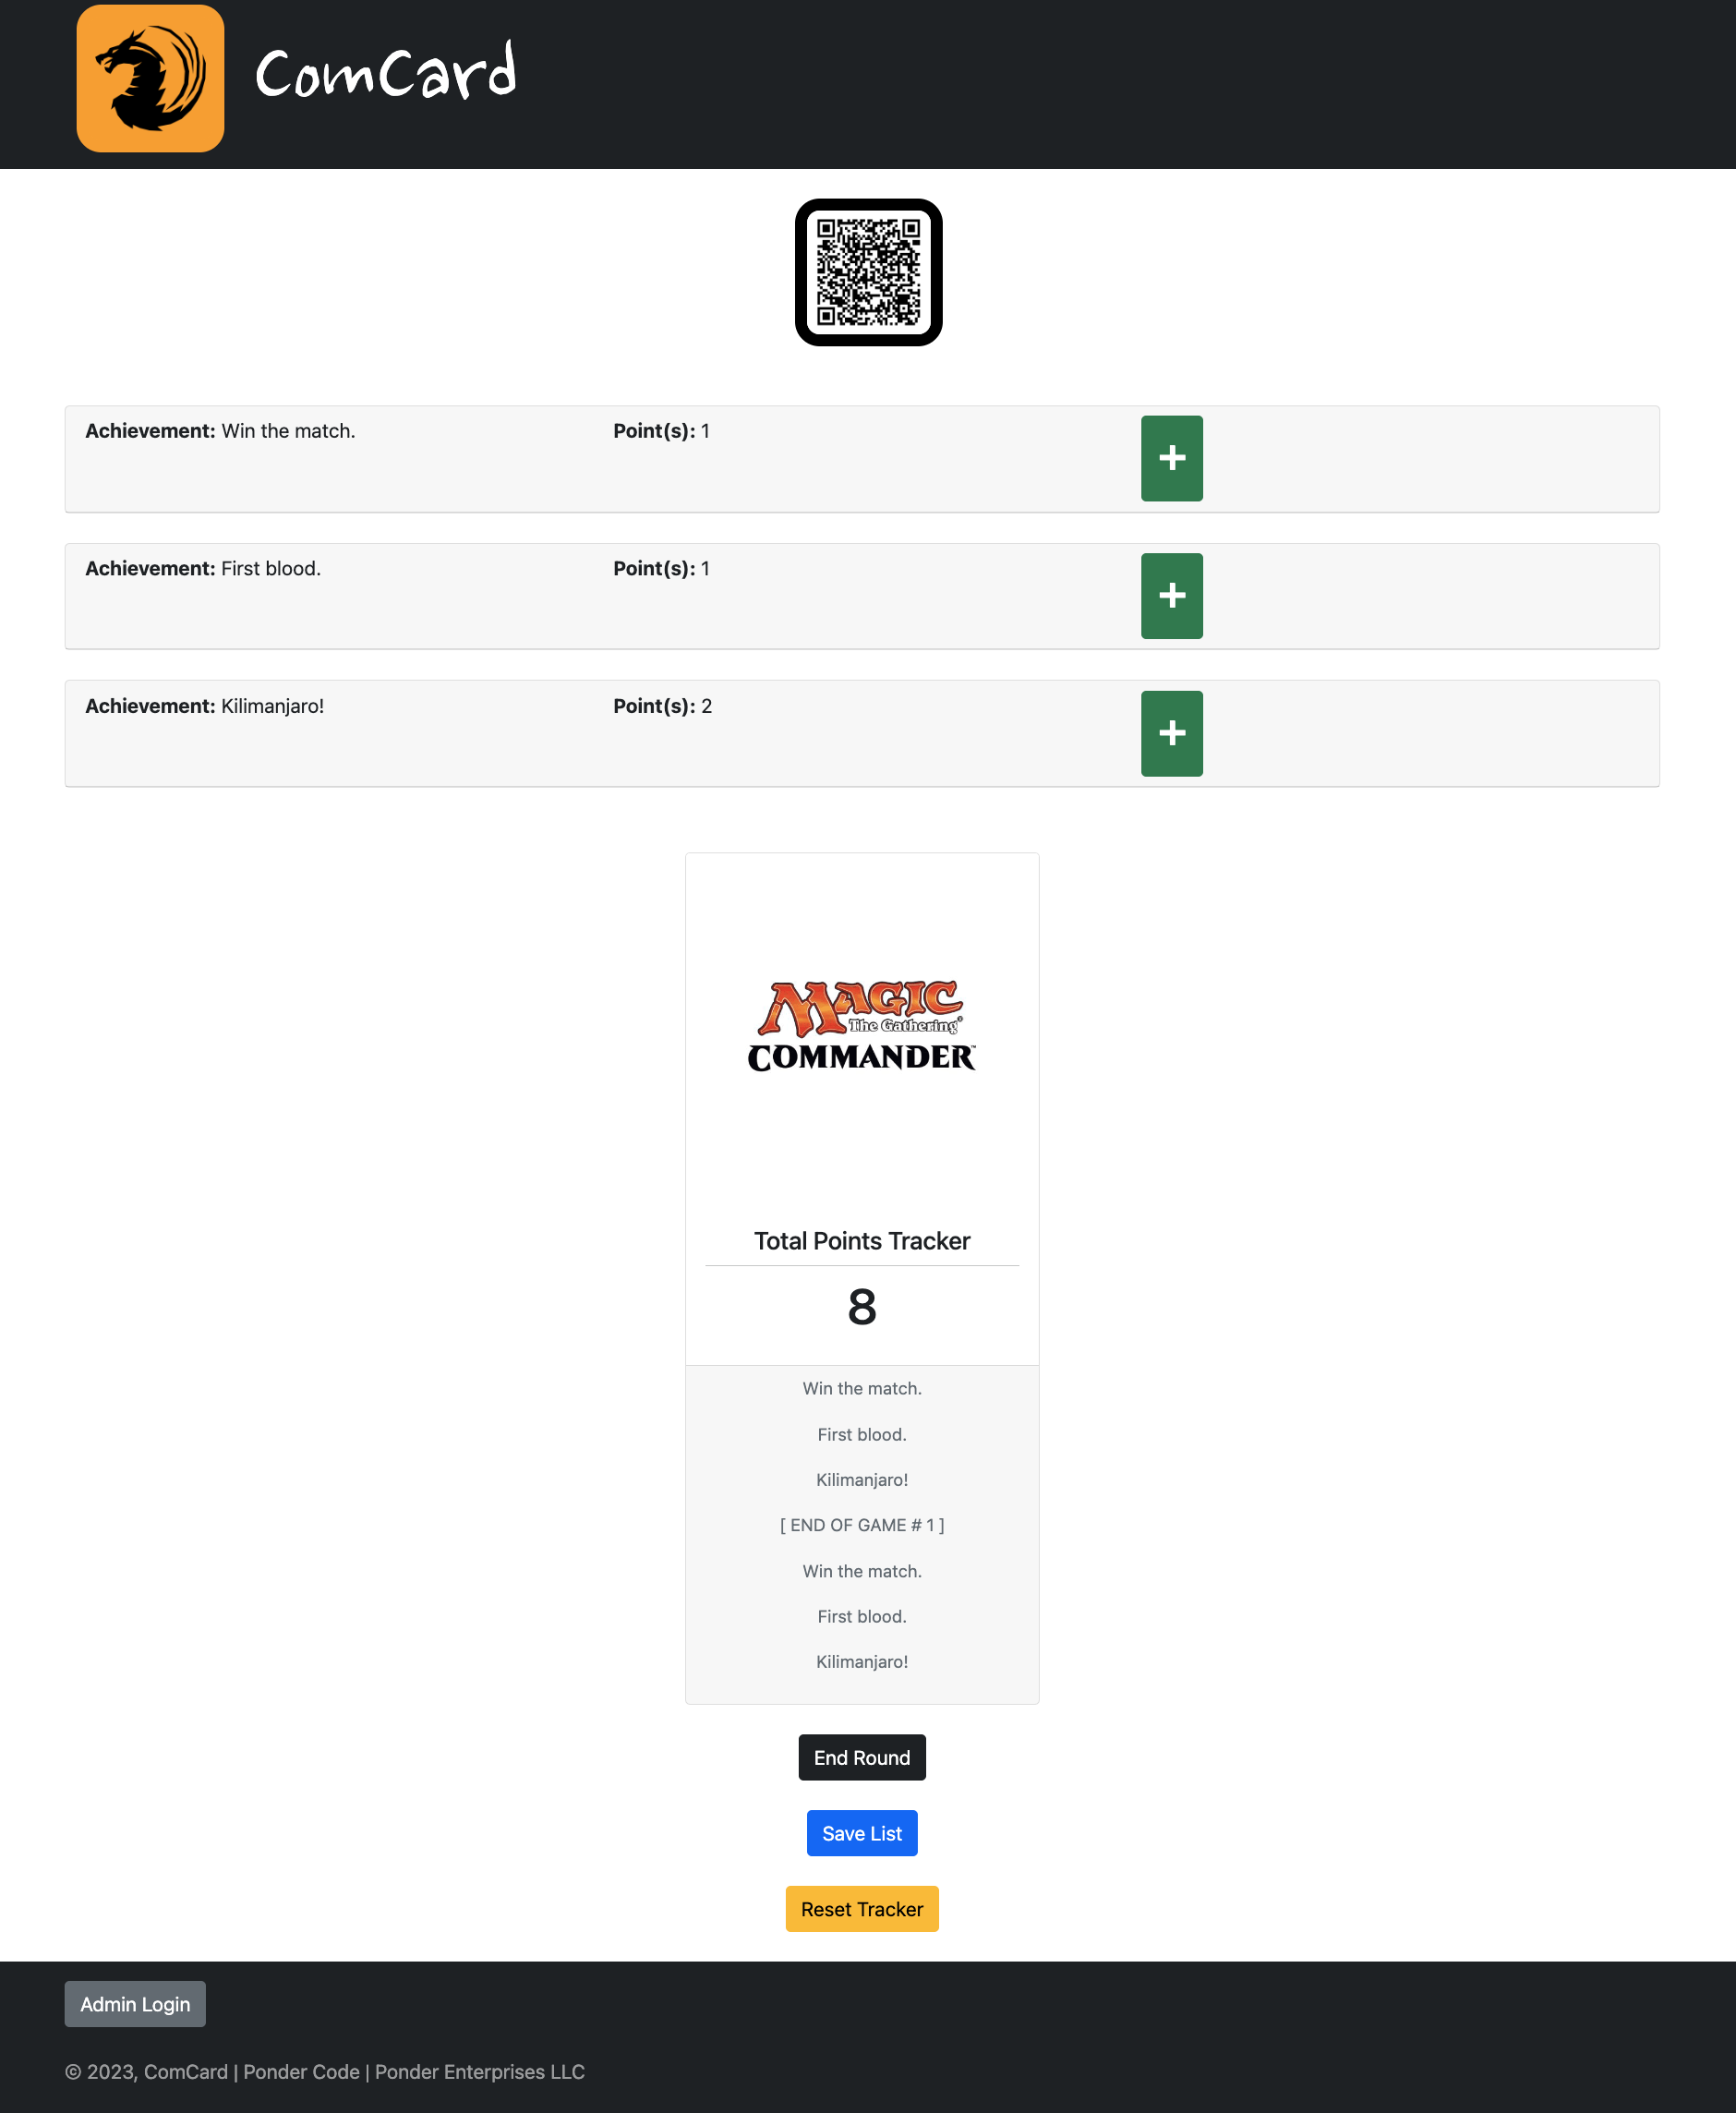 ComCard
Achievement: Win the match. Point(s): 1 +
Achievement: First blood. Point(s): 1 +
Achievement: Kilimanjaro! Point(s): 2 +
MAGIC
The Gathering®
COMMANDER™
Total Points Tracker
8
Win the match.
First blood.
Kilimanjaro!
[ END OF GAME # 1 ]
Win the match.
First blood.
Kilimanjaro!
End Round
Save List
Reset Tracker
Admin Login
© 2023, ComCard | Ponder Code | Ponder Enterprises LLC